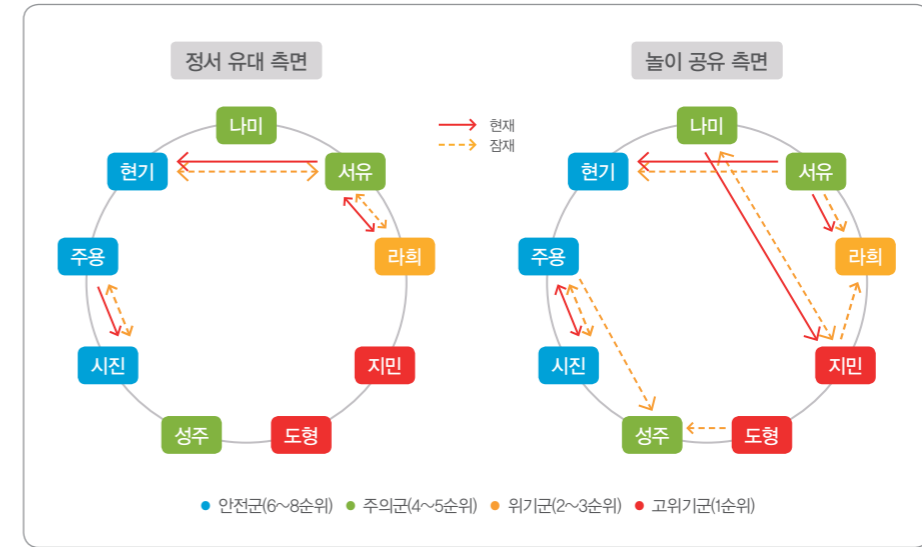 정서 유대 측면
놀이 공유 측면
현재
잠재
나미
현기
서유
주용
라희
시진
지민
성주
도형
나미
현기
서유
주용
라희
시진
지민
성주
도형
안전군(6~8순위) 주의군(4~5순위) 위기군(2~3순위) 고위기군(1순위)